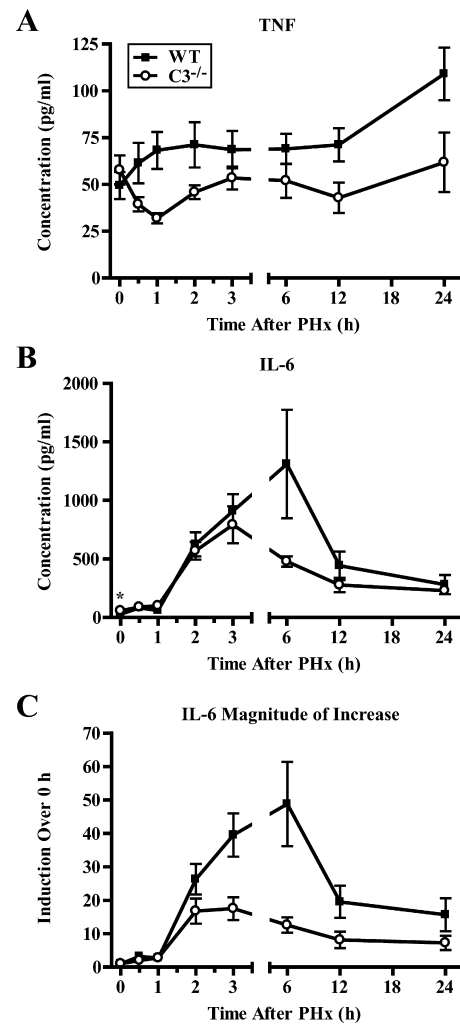 A
TNF
WT
C3-/-
Concentration (pg/ml)
125
100
75
50
25
0
0 1 2 3 6 12 18 24
Time After PHx (h)
B
IL-6
Concentration (pg/ml)
2000
1500
1000
500
0
*
0 1 2 3 6 12 18 24
Time After PHx (h)
C
IL-6 Magnitude of Increase
Induction Over 0 h
70
60
50
40
30
20
10
0
0 1 2 3 6 12 18 24
Time After PHx (h)